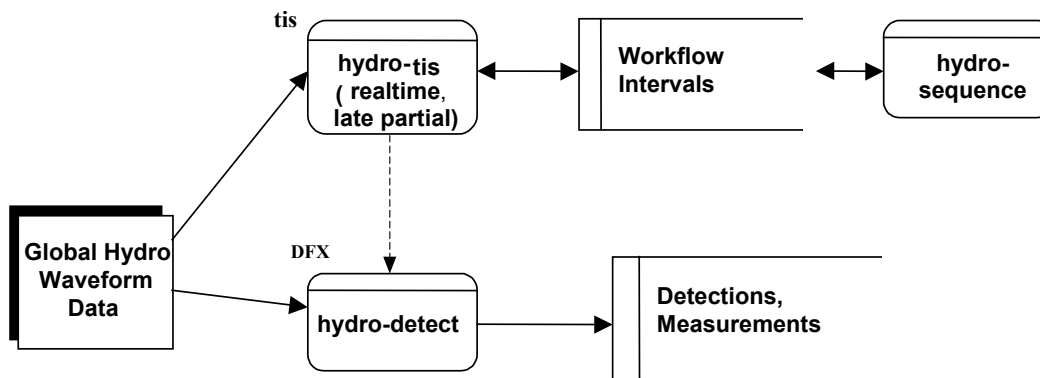 tis
hydro-tis
( realtime,
late partial)
Workflow
Intervals
hydro-
sequence
Global Hydro
Waveform
Data
DFX
hydro-detect
Detections,
Measurements